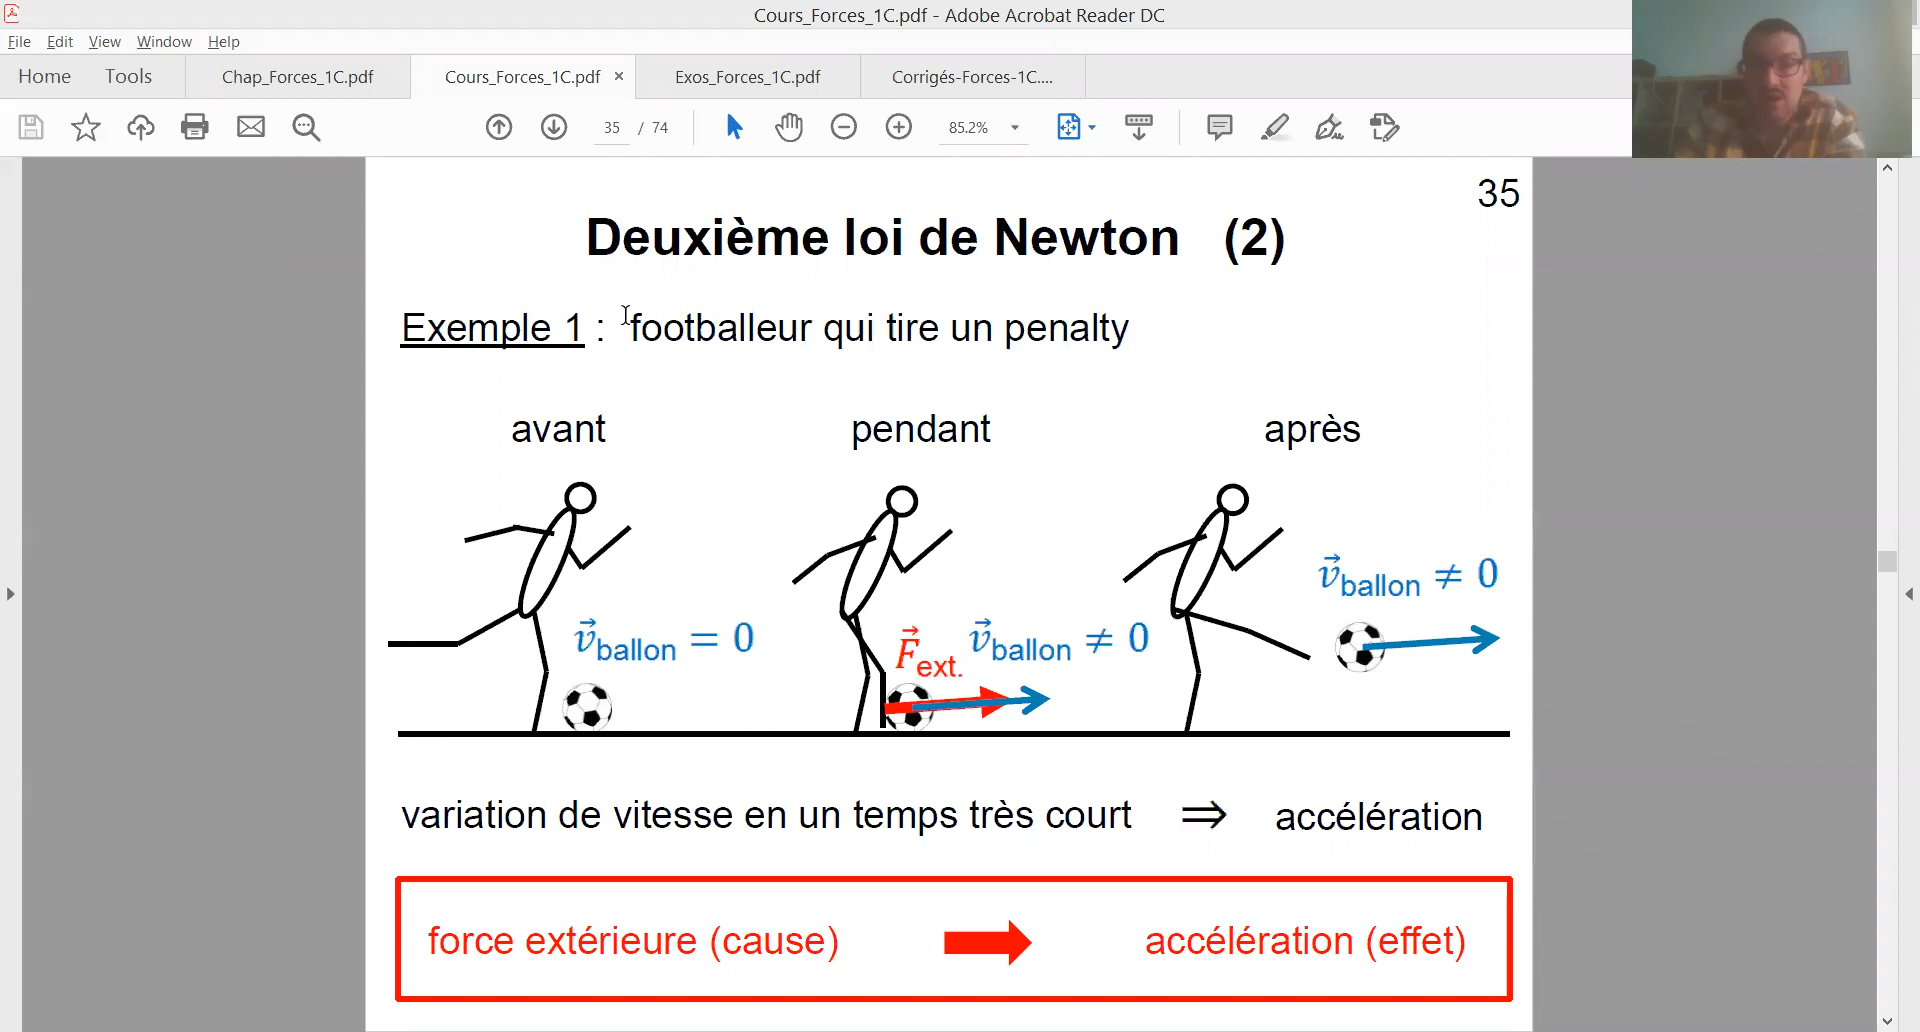 Cours_Forces_1C.pdf - Adobe Acrobat Reader DC
File Edit View Window Help
Home Tools Chap_Forces_1C.pdf Cours_Forces_1C.pdf × Exos_Forces_1C.pdf Corrigés-Forces-1C....
35 / 74 85.2%
35
Deuxième loi de Newton (2)
Exemple 1 : footballeur qui tire un penalty
avant pendant après
v⃗ballon = 0 F⃗ext. v⃗ballon ≠ 0 v⃗ballon ≠ 0
variation de vitesse en un temps très court ⇒ accélération
force extérieure (cause) accélération (effet)